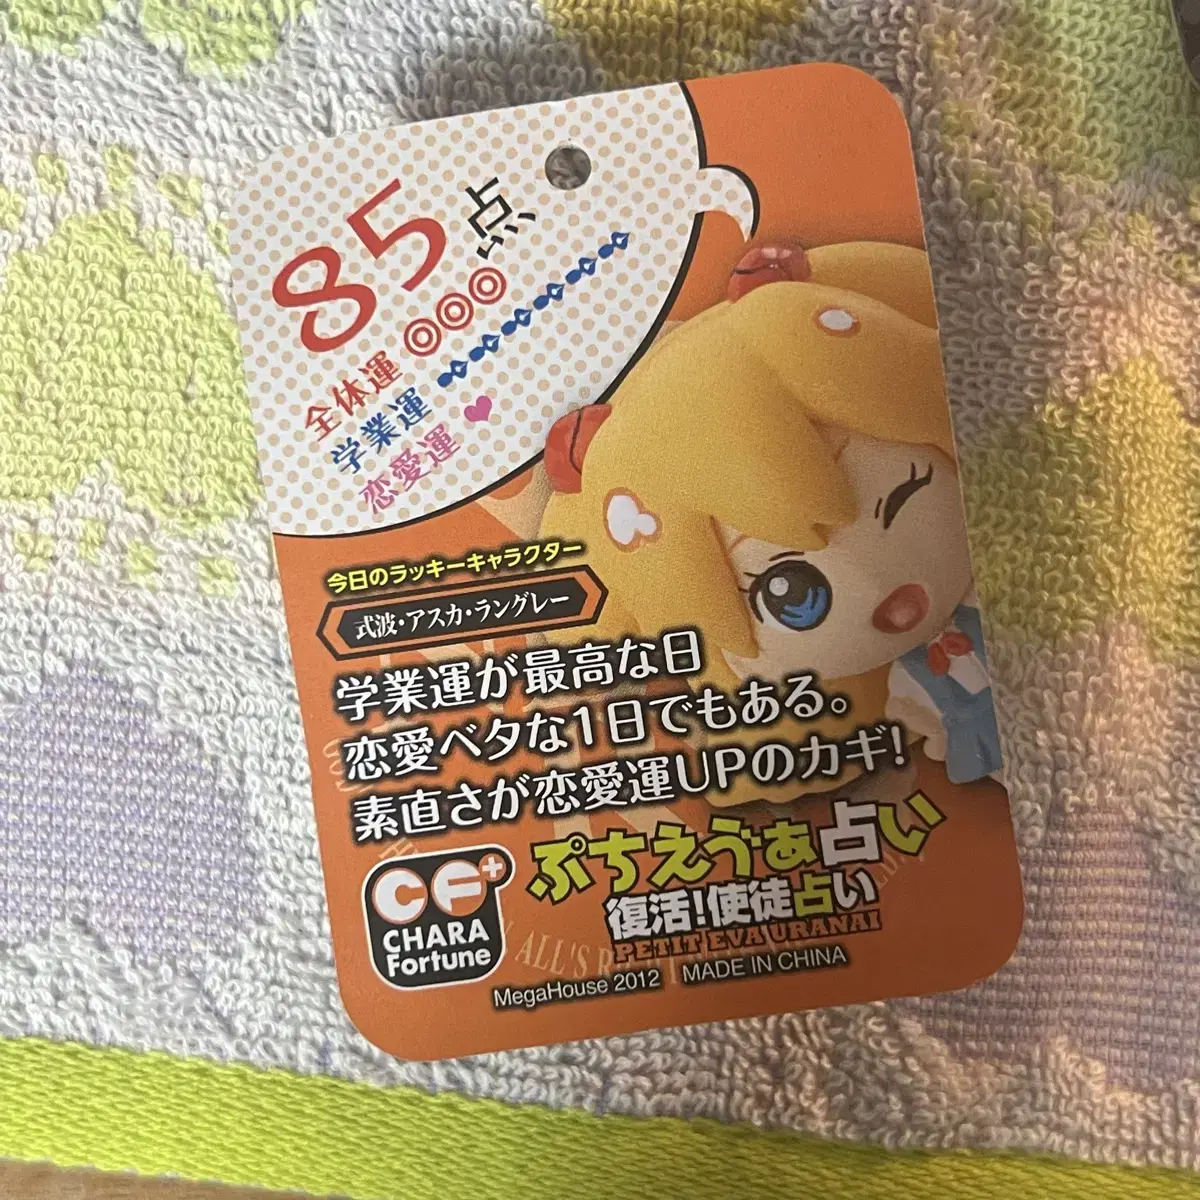 85点
全体運 ◎◎◎
学業運
恋愛運 ♥
今日のラッキーキャラクター
式波・アスカ・ラングレー
学業運が最高な日
恋愛ベタな1日でもある。
素直さが恋愛運UPのカギ!
CF+
CHARA
Fortune
ぷちえゔぁ占い
復活!使徒占い
PETIT EVA URANAI
ALL'S R
MegaHouse 2012 MADE IN CHINA